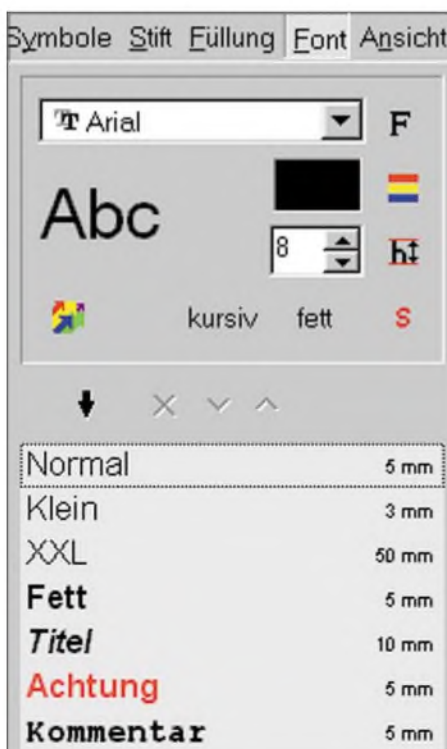 Symbole Stift Füllung Font Ansicht
Arial F
Abc
8 h
kursiv fett S
Normal 5 mm
Klein 3 mm
XXL 50 mm
Fett 5 mm
Titel 10 mm
Achtung 5 mm
Kommentar 5 mm